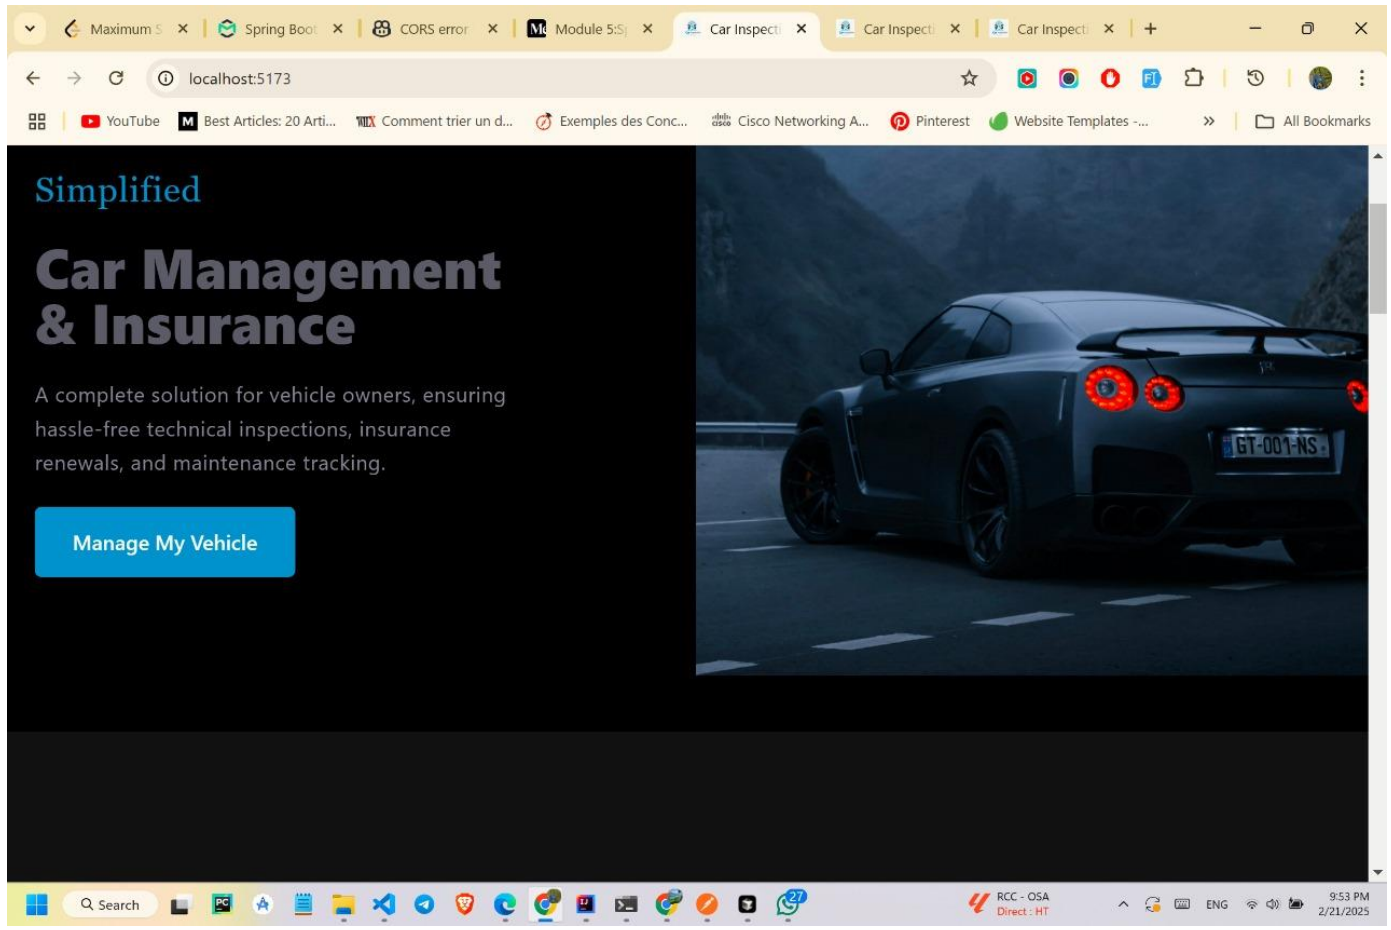 Maximum S
Spring Boot
CORS error
Module 5:S
Car Inspecti
Car Inspecti
Car Inspecti
localhost:5173
YouTube
Best Articles: 20 Arti...
Comment trier un d...
Exemples des Conc...
Cisco Networking A...
Pinterest
Website Templates -...
All Bookmarks
Simplified
Car Management
& Insurance
A complete solution for vehicle owners, ensuring
hassle-free technical inspections, insurance
renewals, and maintenance tracking.
Manage My Vehicle
GT-001-NS
Search
27
RCC - OSA
Direct : HT
ENG
9:53 PM
2/21/2025